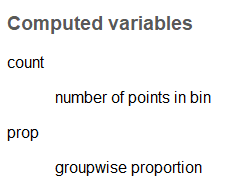 Computed variables
count
number of points in bin
prop
groupwise proportion